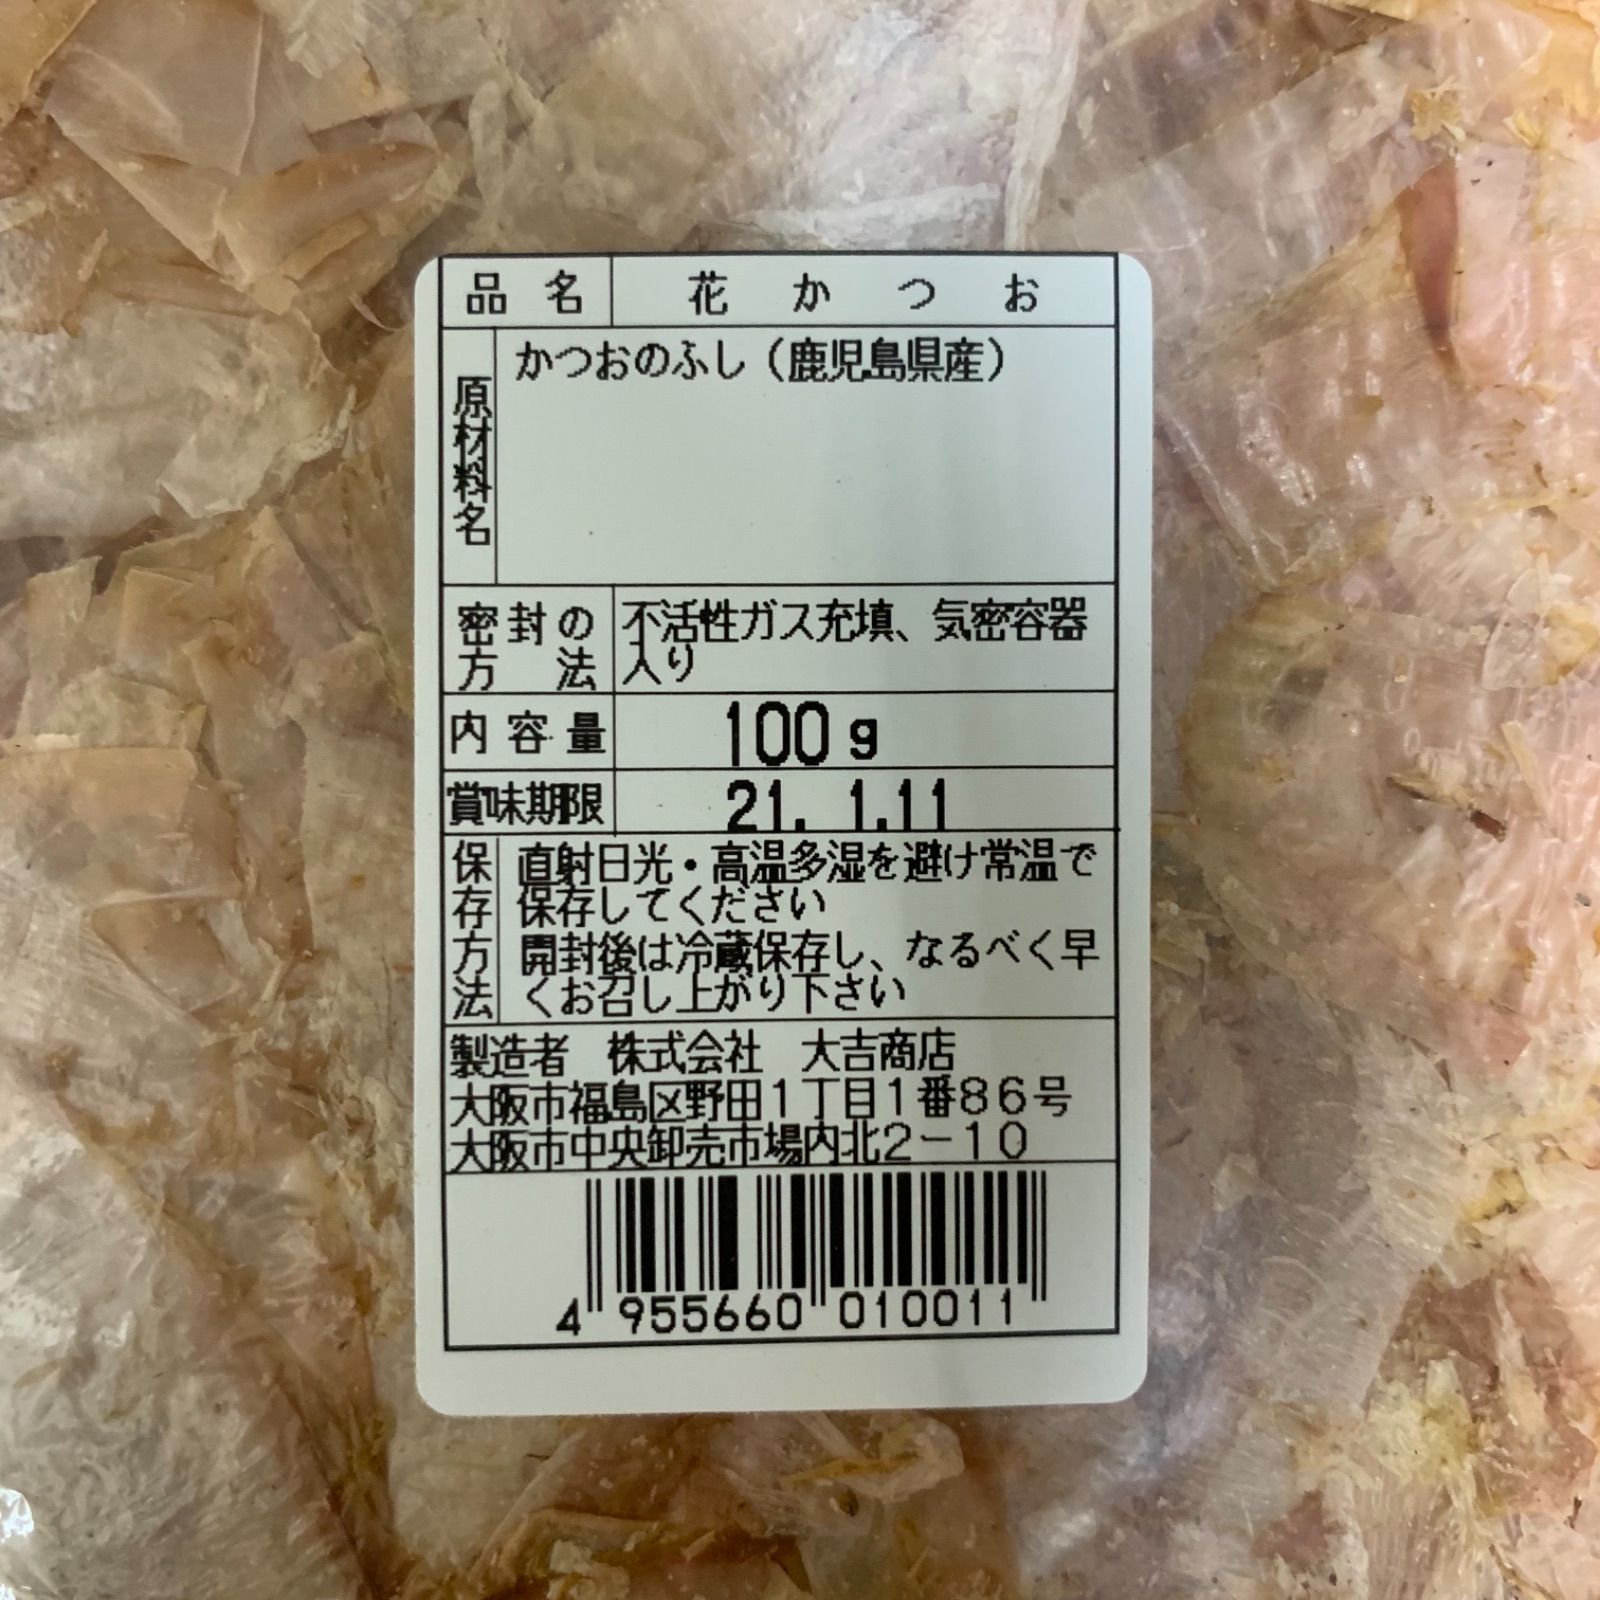 品名 花かつお
原材料名 かつおのふし（鹿児島県産）
密封の方法 不活性ガス充填、気密容器
入り
内容量 100g
賞味期限 21. 1.11
保存方法 直射日光・高温多湿を避け常温で
保存してください
開封後は冷蔵保存し、なるべく早
くお召し上がり下さい
製造者 株式会社 大吉商店
大阪市福島区野田１丁目１番８６号
大阪市中央卸売市場内北２－１０
4 955660 010011